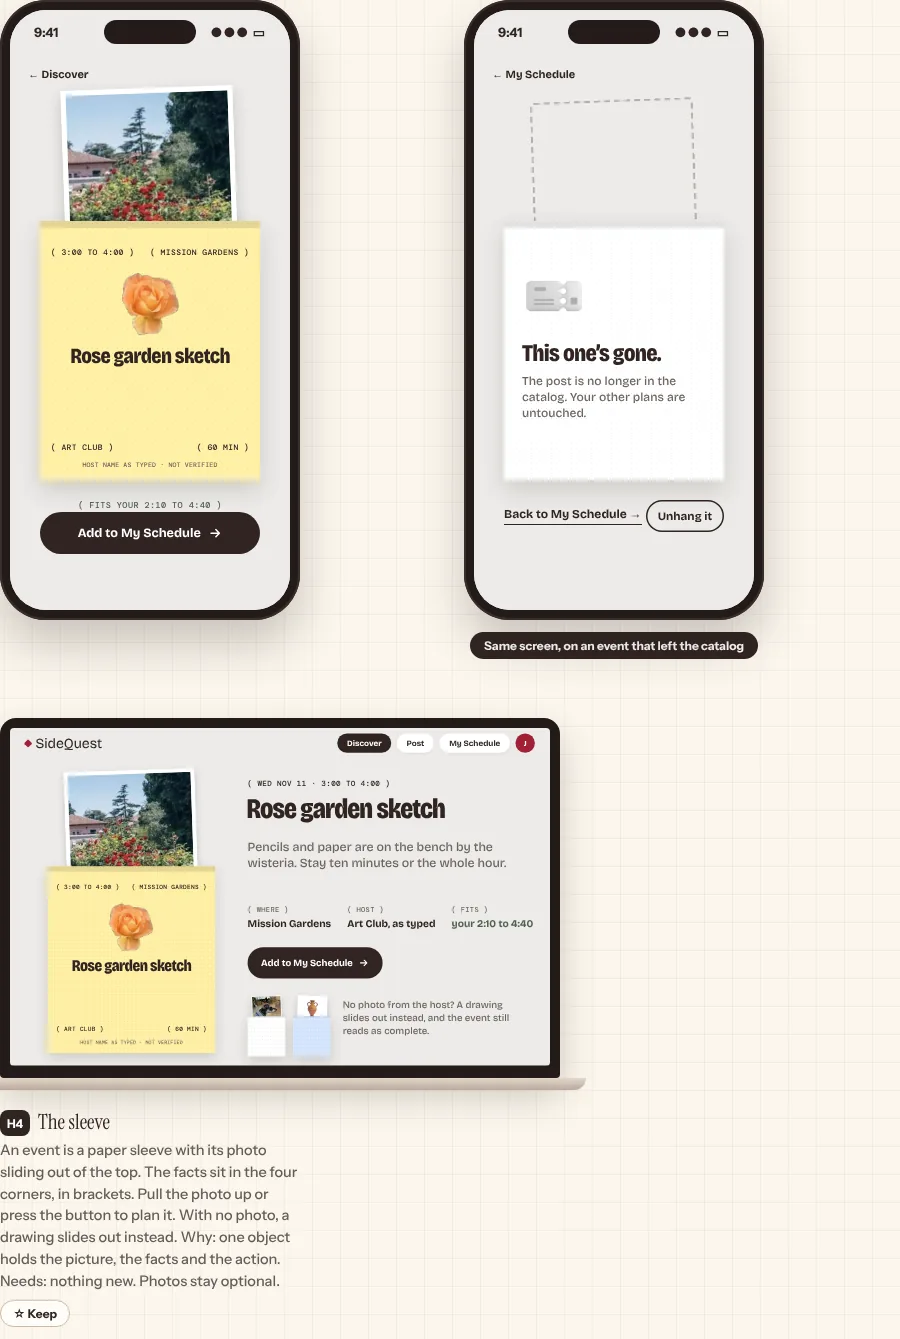 9:41
← Discover
( 3:00 TO 4:00 ) ( MISSION GARDENS )
Rose garden sketch
( ART CLUB ) ( 60 MIN )
HOST NAME AS TYPED · NOT VERIFIED
( FITS YOUR 2:10 TO 4:40 )
Add to My Schedule →
9:41
← My Schedule
This one's gone.
The post is no longer in the
catalog. Your other plans are
untouched.
Back to My Schedule → Unhang it
Same screen, on an event that left the catalog
SideQuest Discover Post My Schedule J
( 3:00 TO 4:00 ) ( MISSION GARDENS )
Rose garden sketch
( ART CLUB ) ( 60 MIN )
HOST NAME AS TYPED · NOT VERIFIED
( WED NOV 11 · 3:00 TO 4:00 )
Rose garden sketch
Pencils and paper are on the bench by the
wisteria. Stay ten minutes or the whole hour.
( WHERE ) ( HOST ) ( FITS )
Mission Gardens Art Club, as typed your 2:10 to 4:40
Add to My Schedule →
No photo from the host? A drawing
slides out instead, and the event still
reads as complete.
H4 The sleeve
An event is a paper sleeve with its photo
sliding out of the top. The facts sit in the four
corners, in brackets. Pull the photo up or
press the button to plan it. With no photo, a
drawing slides out instead. Why: one object
holds the picture, the facts and the action.
Needs: nothing new. Photos stay optional.
☆ Keep